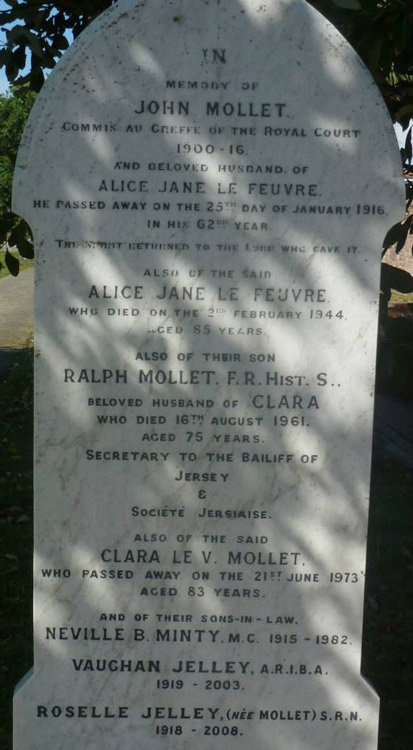 IN
MEMORY OF
JOHN MOLLET.
COMMIS AU GREFFE OF THE ROYAL COURT
1900-16.
AND BELOVED HUSBAND OF
ALICE JANE LE FEUVRE.
HE PASSED AWAY ON THE 25TH DAY OF JANUARY 1916.
IN HIS 62ND YEAR.
THE SPIRIT RETURNED TO THE LORD WHO GAVE IT.
ALSO OF THE SAID
ALICE JANE LE FEUVRE.
WHO DIED ON THE 2ND FEBRUARY 1944.
AGED 85 YEARS.
ALSO OF THEIR SON
RALPH MOLLET. F.R.HIST. S.,
BELOVED HUSBAND OF CLARA
WHO DIED 16TH AUGUST 1961.
AGED 75 YEARS.
SECRETARY TO THE BAILIFF OF
JERSEY
&
SOCIÉTÉ JERSIAISE.
ALSO OF THE SAID
CLARA LE V. MOLLET.
WHO PASSED AWAY ON THE 21ST JUNE 1973
AGED 83 YEARS.
AND OF THEIR SONS-IN-LAW.
NEVILLE B. MINTY, M.C. 1915 - 1982.
VAUGHAN JELLEY, A.R.I.B.A.
1919 - 2003.
ROSELLE JELLEY, (NÉE MOLLET) S.R.N.
1918 - 2008.